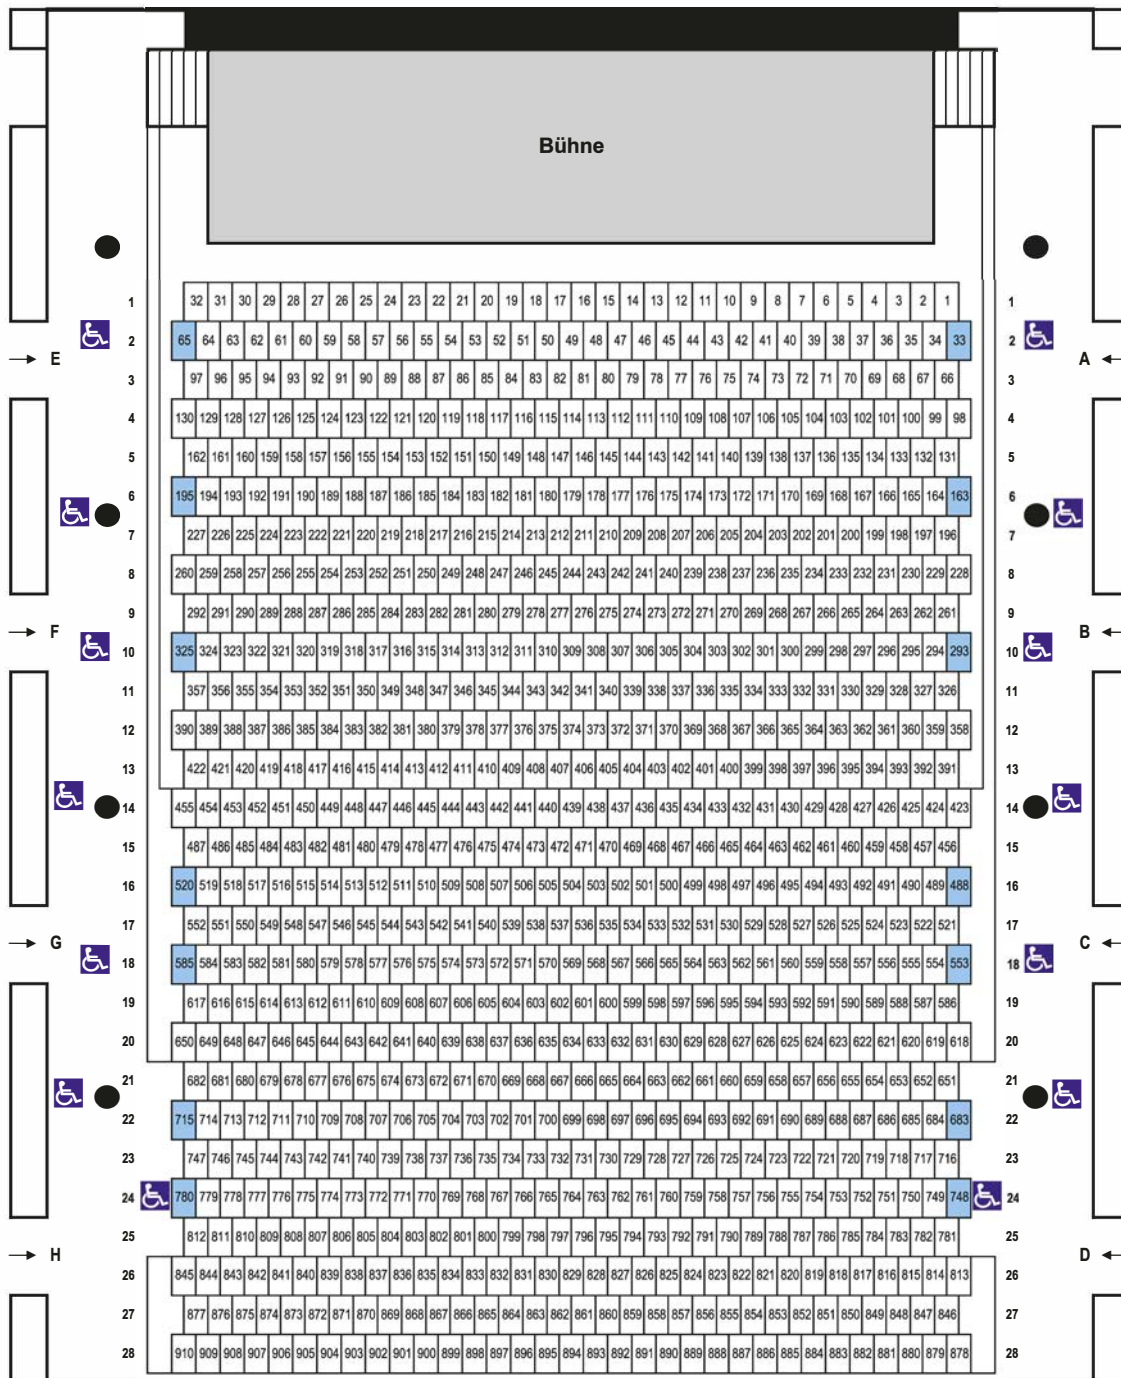 Bühne
1 32 31 30 29 28 27 26 25 24 23 22 21 20 19 18 17 16 15 14 13 12 11 10 9 8 7 6 5 4 3 2 1 1
2 65 64 63 62 61 60 59 58 57 56 55 54 53 52 51 50 49 48 47 46 45 44 43 42 41 40 39 38 37 36 35 34 33 2
E A
3 97 96 95 94 93 92 91 90 89 88 87 86 85 84 83 82 81 80 79 78 77 76 75 74 73 72 71 70 69 68 67 66 3
4 130 129 128 127 126 125 124 123 122 121 120 119 118 117 116 115 114 113 112 111 110 109 108 107 106 105 104 103 102 101 100 99 98 4
5 162 161 160 159 158 157 156 155 154 153 152 151 150 149 148 147 146 145 144 143 142 141 140 139 138 137 136 135 134 133 132 131 5
6 195 194 193 192 191 190 189 188 187 186 185 184 183 182 181 180 179 178 177 176 175 174 173 172 171 170 169 168 167 166 165 164 163 6
7 227 226 225 224 223 222 221 220 219 218 217 216 215 214 213 212 211 210 209 208 207 206 205 204 203 202 201 200 199 198 197 196 7
8 260 259 258 257 256 255 254 253 252 251 250 249 248 247 246 245 244 243 242 241 240 239 238 237 236 235 234 233 232 231 230 229 228 8
9 292 291 290 289 288 287 286 285 284 283 282 281 280 279 278 277 276 275 274 273 272 271 270 269 268 267 266 265 264 263 262 261 9
F B
10 325 324 323 322 321 320 319 318 317 316 315 314 313 312 311 310 309 308 307 306 305 304 303 302 301 300 299 298 297 296 295 294 293 10
11 357 356 355 354 353 352 351 350 349 348 347 346 345 344 343 342 341 340 339 338 337 336 335 334 333 332 331 330 329 328 327 326 11
12 390 389 388 387 386 385 384 383 382 381 380 379 378 377 376 375 374 373 372 371 370 369 368 367 366 365 364 363 362 361 360 359 358 12
13 422 421 420 419 418 417 416 415 414 413 412 411 410 409 408 407 406 405 404 403 402 401 400 399 398 397 396 395 394 393 392 391 13
14 455 454 453 452 451 450 449 448 447 446 445 444 443 442 441 440 439 438 437 436 435 434 433 432 431 430 429 428 427 426 425 424 423 14
15 487 486 485 484 483 482 481 480 479 478 477 476 475 474 473 472 471 470 469 468 467 466 465 464 463 462 461 460 459 458 457 456 15
16 520 519 518 517 516 515 514 513 512 511 510 509 508 507 506 505 504 503 502 501 500 499 498 497 496 495 494 493 492 491 490 489 488 16
17 552 551 550 549 548 547 546 545 544 543 542 541 540 539 538 537 536 535 534 533 532 531 530 529 528 527 526 525 524 523 522 521 17
G C
18 585 584 583 582 581 580 579 578 577 576 575 574 573 572 571 570 569 568 567 566 565 564 563 562 561 560 559 558 557 556 555 554 553 18
19 617 616 615 614 613 612 611 610 609 608 607 606 605 604 603 602 601 600 599 598 597 596 595 594 593 592 591 590 589 588 587 586 19
20 650 649 648 647 646 645 644 643 642 641 640 639 638 637 636 635 634 633 632 631 630 629 628 627 626 625 624 623 622 621 620 619 618 20
21 682 681 680 679 678 677 676 675 674 673 672 671 670 669 668 667 666 665 664 663 662 661 660 659 658 657 656 655 654 653 652 651 21
22 715 714 713 712 711 710 709 708 707 706 705 704 703 702 701 700 699 698 697 696 695 694 693 692 691 690 689 688 687 686 685 684 683 22
23 747 746 745 744 743 742 741 740 739 738 737 736 735 734 733 732 731 730 729 728 727 726 725 724 723 722 721 720 719 718 717 716 23
24 780 779 778 777 776 775 774 773 772 771 770 769 768 767 766 765 764 763 762 761 760 759 758 757 756 755 754 753 752 751 750 749 748 24
25 812 811 810 809 808 807 806 805 804 803 802 801 800 799 798 797 796 795 794 793 792 791 790 789 788 787 786 785 784 783 782 781 25
H D
26 845 844 843 842 841 840 839 838 837 836 835 834 833 832 831 830 829 828 827 826 825 824 823 822 821 820 819 818 817 816 815 814 813 26
27 877 876 875 874 873 872 871 870 869 868 867 866 865 864 863 862 861 860 859 858 857 856 855 854 853 852 851 850 849 848 847 846 27
28 910 909 908 907 906 905 904 903 902 901 900 899 898 897 896 895 894 893 892 891 890 889 888 887 886 885 884 883 882 881 880 879 878 28